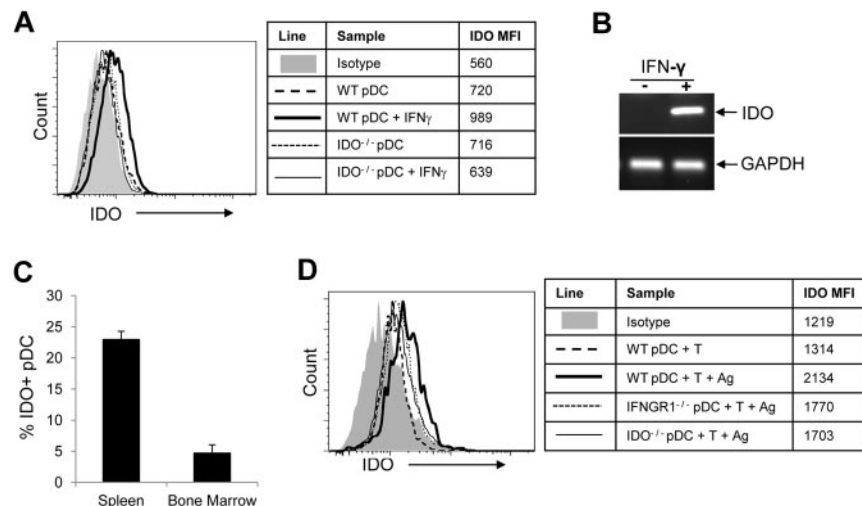 A
Count
IDO
Line Sample IDO MFI
Isotype 560
WT pDC 720
WT pDC + IFNγ 989
IDO-/- pDC 716
IDO-/- pDC + IFNγ 639
B
IFN-γ
- +
IDO
GAPDH
C
% IDO+ pDC
30
25
20
15
10
5
0
Spleen Bone Marrow
D
Count
IDO
Line Sample IDO MFI
Isotype 1219
WT pDC + T 1314
WT pDC + T + Ag 2134
IFNGR1-/- pDC + T + Ag 1770
IDO-/- pDC + T + Ag 1703